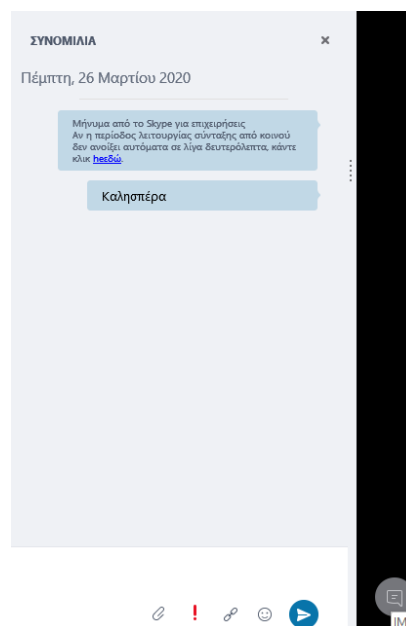 ΣΥΝΟΜΙΛΙΑ
Πέμπτη, 26 Μαρτίου 2020
Μήνυμα από το Skype για επιχειρήσεις
Αν η περίοδος λειτουργίας σύνταξης από κοινού
δεν ανοίξει αυτόματα σε λίγα δευτερόλεπτα, κάντε
κλικ hεεδώ.
Καλησπέρα
IM